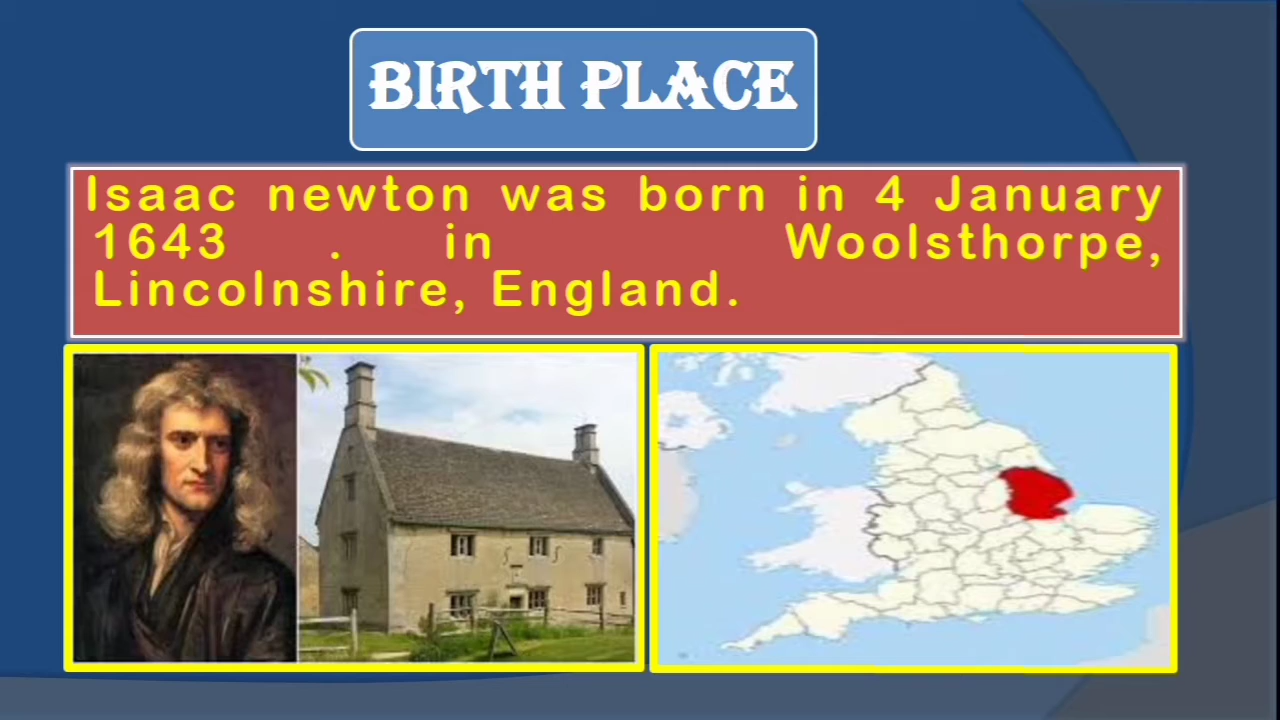 BIRTH PLACE
Isaac newton was born in 4 January
1643 . in Woolsthorpe,
Lincolnshire, England.